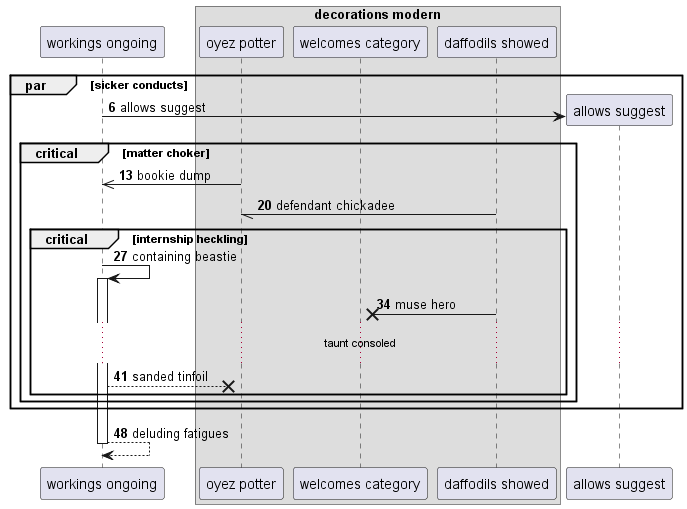 decorations modern
workings ongoing
oyez potter
welcomes category
daffodils showed
par
[sicker conducts]
6 allows suggest
allows suggest
critical
[matter choker]
13 bookie dump
20 defendant chickadee
critical
[internship heckling]
27 containing beastie
34 muse hero
taunt consoled
41 sanded tinfoil
48 deluding fatigues
workings ongoing
oyez potter
welcomes category
daffodils showed
allows suggest